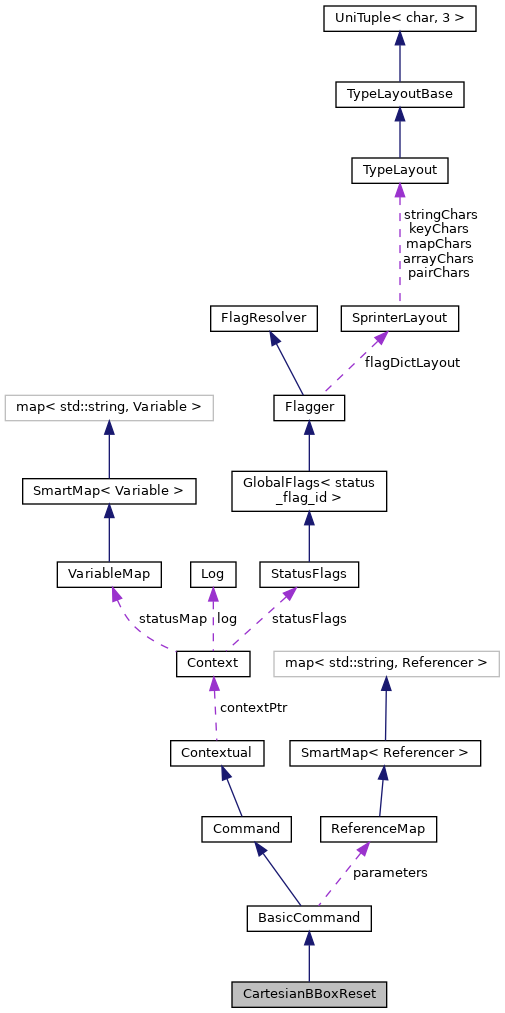 UniTuple< char, 3 >
TypeLayoutBase
TypeLayout
stringChars
keyChars
mapChars
arrayChars
pairChars
FlagResolver
SprinterLayout
flagDictLayout
map< std::string, Variable >
Flagger
SmartMap< Variable >
GlobalFlags< status
_flag_id >
VariableMap
Log
StatusFlags
statusMap
log
statusFlags
Context
map< std::string, Referencer >
contextPtr
Contextual
SmartMap< Referencer >
Command
ReferenceMap
parameters
BasicCommand
CartesianBBoxReset